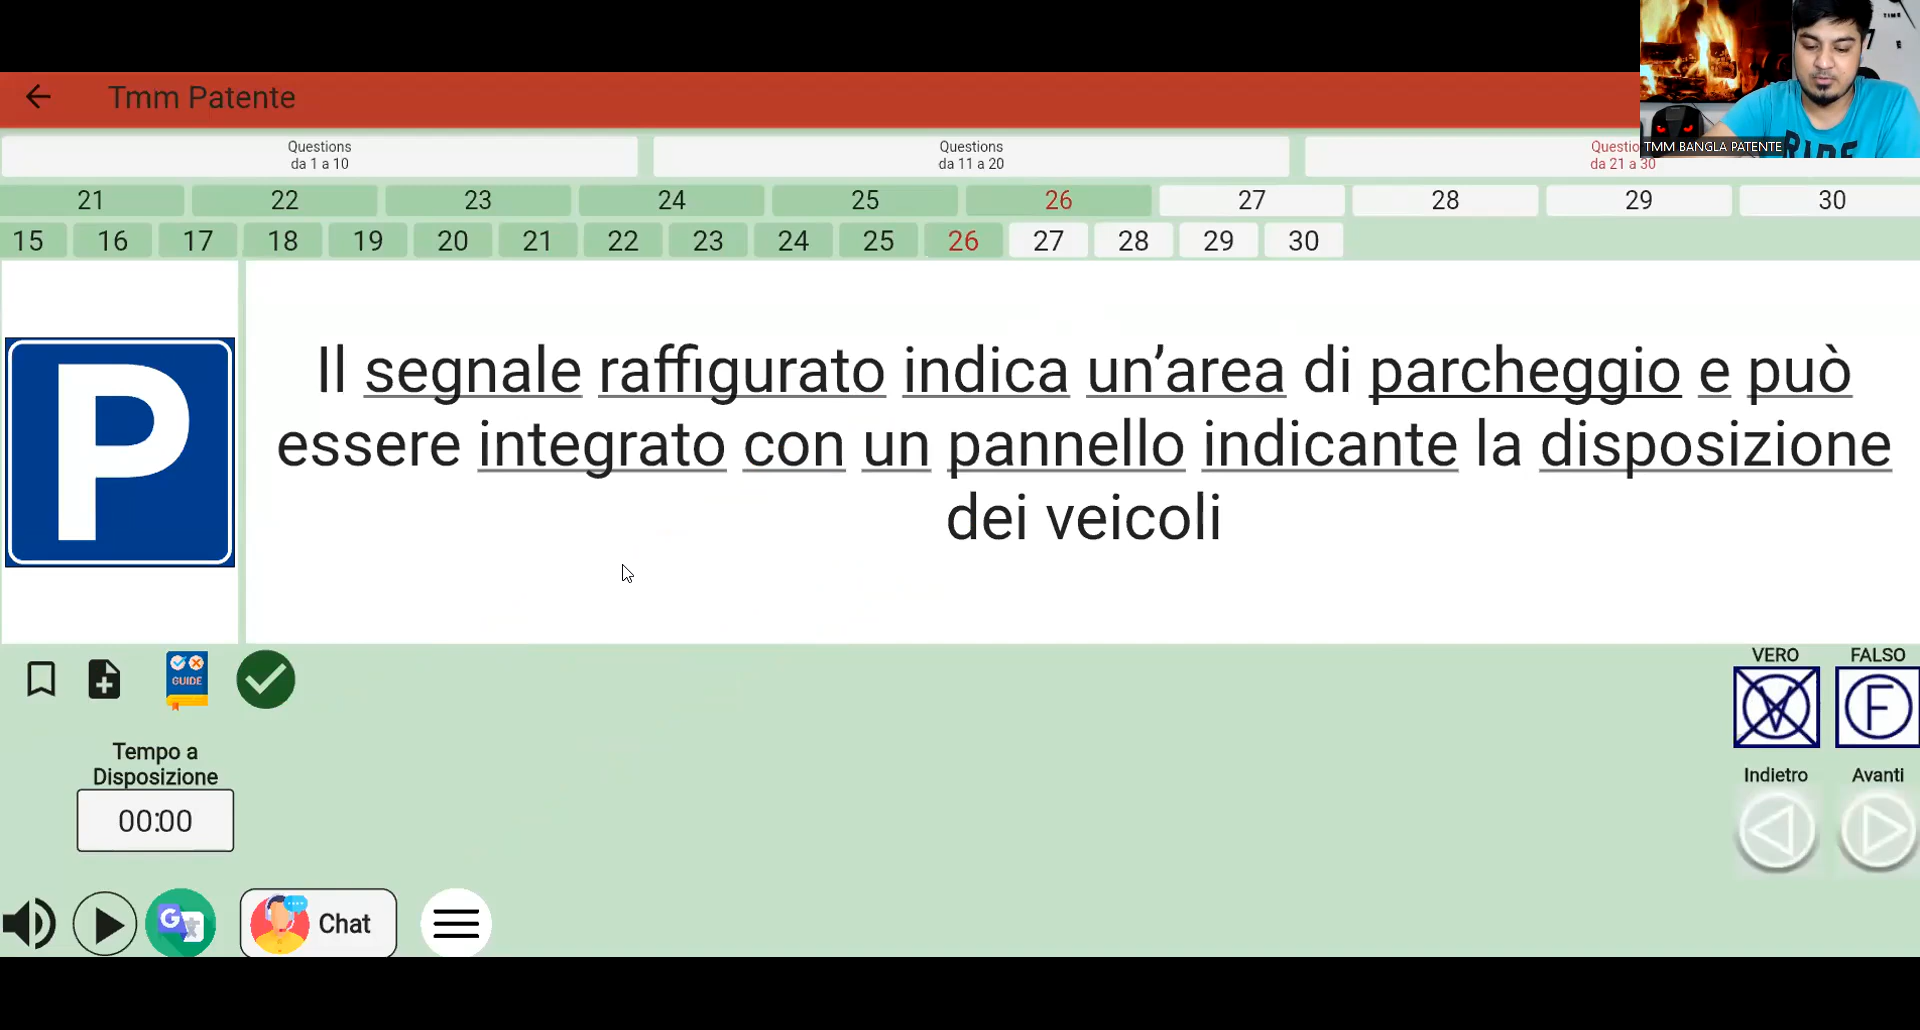 Tmm Patente
Questions
da 1 a 10
Questions
da 11 a 20
da 21 a 30
TMM BANGLA PATENTE
TIME
21 22 23 24 25 26 27 28 29 30
15 16 17 18 19 20 21 22 23 24 25 26 27 28 29 30
P
Il segnale raffigurato indica un’area di parcheggio e può
essere integrato con un pannello indicante la disposizione
dei veicoli
GUIDE
VERO FALSO
V F
Tempo a
Disposizione
00:00
Indietro Avanti
G
Chat